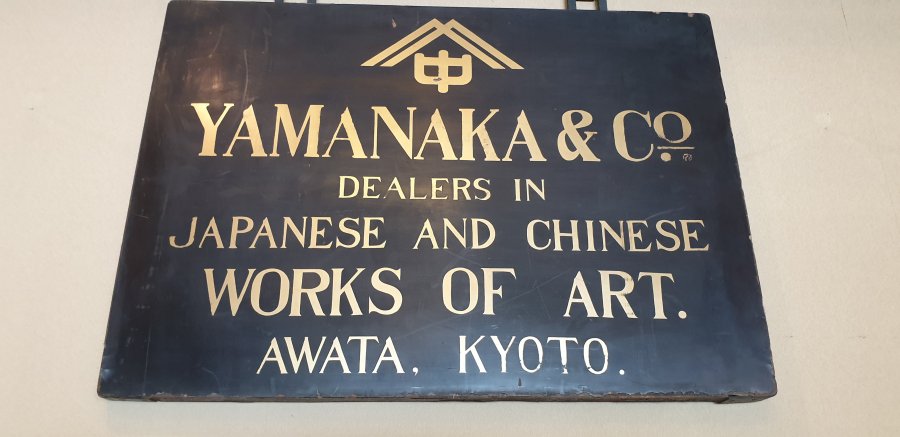 中
YAMANAKA & Co.
DEALERS IN
JAPANESE AND CHINESE
WORKS OF ART.
AWATA, KYOTO.